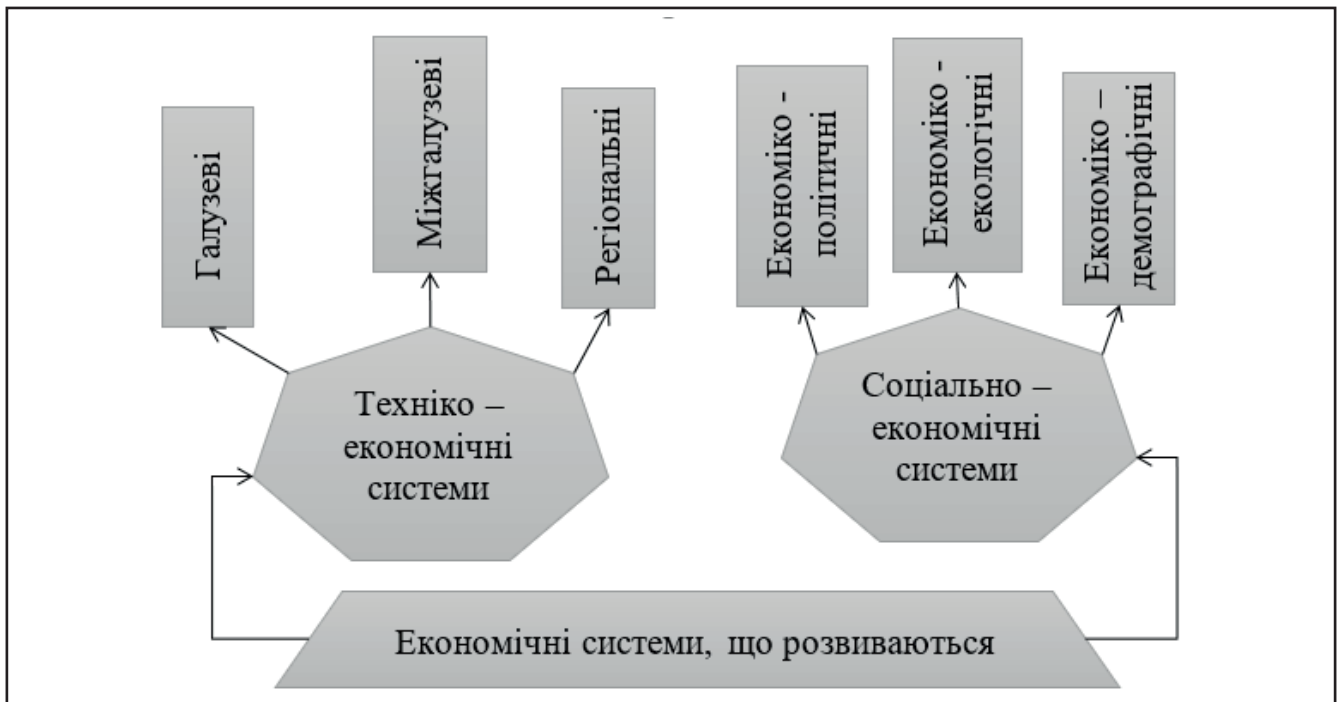 Галузеві
Міжгалузеві
Регіональні
Економіко -
політичні
Економіко -
екологічні
Економіко –
демографічні
Техніко –
економічні
системи
Соціально –
економічні
системи
Економічні системи, що розвиваються